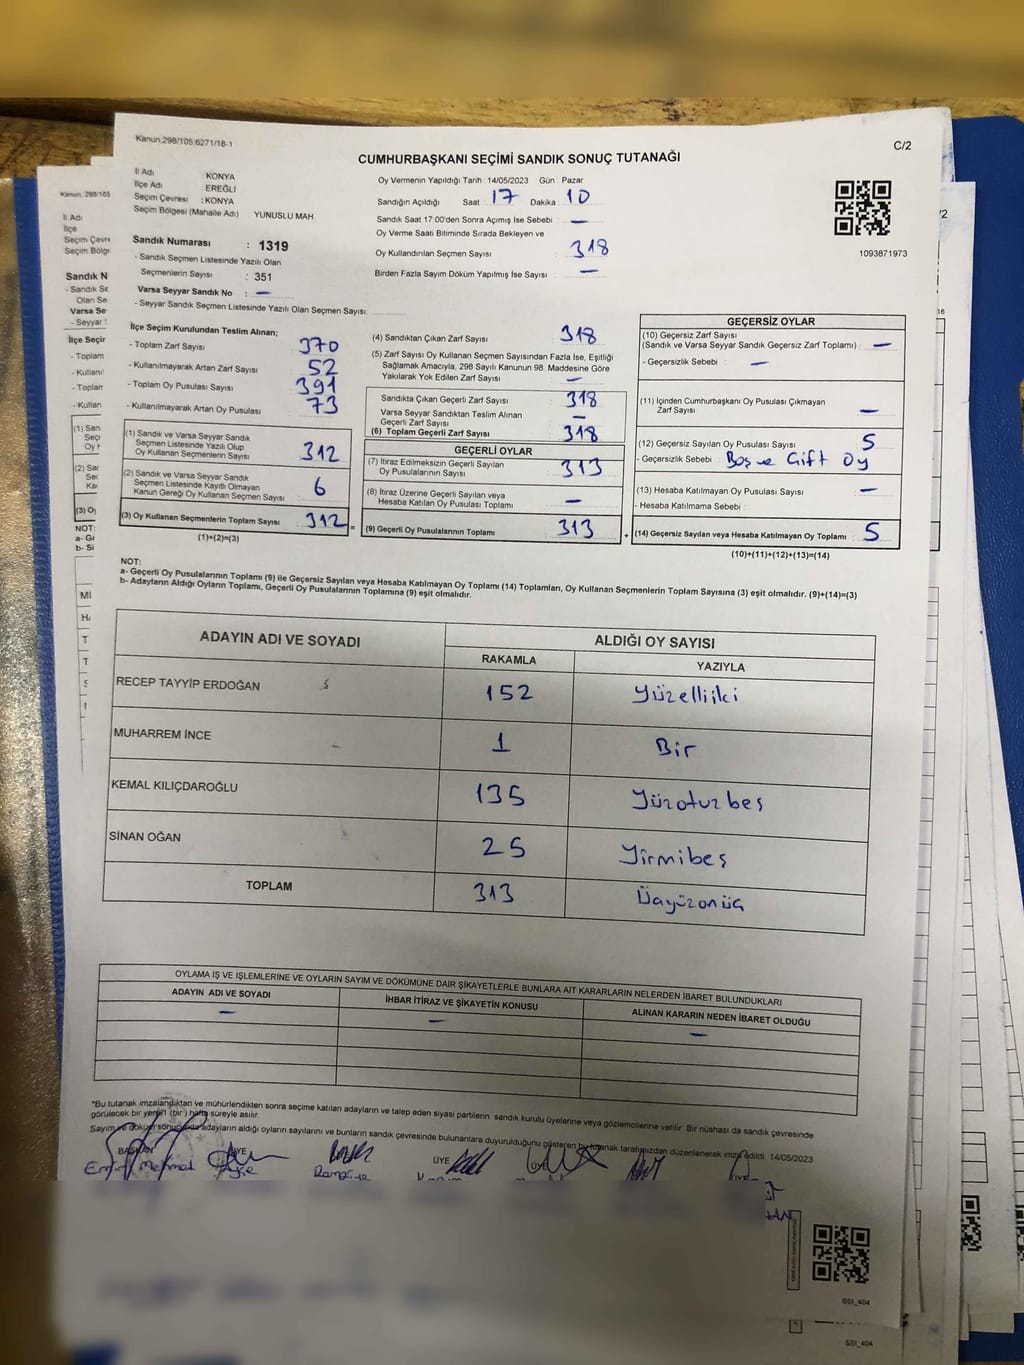 Kanun.298/105;6271/18-1
C/2
CUMHURBAŞKANI SEÇİMİ SANDIK SONUÇ TUTANAĞI
İl Adı : KONYA
İlçe Adı : EREĞLİ
Seçim Çevresi : KONYA
Seçim Bölgesi (Mahalle Adı) YUNUSLU MAH
Sandık Numarası : 1319
- Sandık Seçmen Listesinde Yazılı Olan
Seçmenlerin Sayısı : 351
Varsa Seyyar Sandık No : —
- Seyyar Sandık Seçmen Listesinde Yazılı Olan Seçmen Sayısı:
Oy Vermenin Yapıldığı Tarih : 14/05/2023 Gün : Pazar
Sandığın Açıldığı Saat 17 Dakika 10
Sandık Saat 17:00'den Sonra Açılmış İse Sebebi —
Oy Verme Saati Bitiminde Sırada Bekleyen ve
Oy Kullandırılan Seçmen Sayısı 318
Birden Fazla Sayım Döküm Yapılmış İse Sayısı —
1093871973
İlçe Seçim Kurulundan Teslim Alınan;
- Toplam Zarf Sayısı 370
- Kullanılmayarak Artan Zarf Sayısı 52
- Toplam Oy Pusulası Sayısı 391
- Kullanılmayarak Artan Oy Pusulası 73
(1) Sandık ve Varsa Seyyar Sandık
Seçmen Listesinde Yazılı Olup
Oy Kullanan Seçmenlerin Sayısı 312
(2) Sandık ve Varsa Seyyar Sandık
Seçmen Listesinde Kayıtlı Olmayan
Kanun Gereği Oy Kullanan Seçmen Sayısı 6
(3) Oy Kullanan Seçmenlerin Toplam Sayısı 312
(1)+(2)=(3)
(4) Sandıktan Çıkan Zarf Sayısı 318
(5) Zarf Sayısı Oy Kullanan Seçmen Sayısından Fazla İse, Eşitliği
Sağlamak Amacıyla, 298 Sayılı Kanunun 98. Maddesine Göre
Yakılarak Yok Edilen Zarf Sayısı —
Sandıkta Çıkan Geçerli Zarf Sayısı 318
Varsa Seyyar Sandıktan Teslim Alınan
Geçerli Zarf Sayısı —
(6) Toplam Geçerli Zarf Sayısı 318
GEÇERLİ OYLAR
(7) İtiraz Edilmeksizin Geçerli Sayılan
Oy Pusulalarının Sayısı 313
(8) İtiraz Üzerine Geçerli Sayılan veya
Hesaba Katılan Oy Pusulası Toplamı —
(9) Geçerli Oy Pusulalarının Toplamı 313
GEÇERSİZ OYLAR
(10) Geçersiz Zarf Sayısı
(Sandık ve Varsa Seyyar Sandık Geçersiz Zarf Toplamı) : —
- Geçersizlik Sebebi : —
(11) İçinden Cumhurbaşkanı Oy Pusulası Çıkmayan
Zarf Sayısı —
(12) Geçersiz Sayılan Oy Pusulası Sayısı : 5
- Geçersizlik Sebebi : Boş ve Çift Oy
(13) Hesaba Katılmayan Oy Pusulası Sayısı : —
- Hesaba Katılmama Sebebi :
(14) Geçersiz Sayılan veya Hesaba Katılmayan Oy Toplamı : 5
(10)+(11)+(12)+(13)=(14)
NOT:
a- Geçerli Oy Pusulalarının Toplamı (9) ile Geçersiz Sayılan veya Hesaba Katılmayan Oy Toplamı (14) Toplamları, Oy Kullanan Seçmenlerin Toplam Sayısına (3) eşit olmalıdır. (9)+(14)=(3)
b- Adayların Aldığı Oyların Toplamı, Geçerli Oy Pusulalarının Toplamına (9) eşit olmalıdır.
ADAYIN ADI VE SOYADI ALDIĞI OY SAYISI
RAKAMLA YAZIYLA
RECEP TAYYİP ERDOĞAN 152 Yüzelliiki
MUHARREM İNCE 1 Bir
KEMAL KILIÇDAROĞLU 135 Yüzotuzbeş
SİNAN OĞAN 25 Yirmibeş
TOPLAM 313 Üçyüzonüç
OYLAMA İŞ VE İŞLEMLERİNE VE OYLARIN SAYIM VE DÖKÜMÜNE DAİR ŞİKAYETLERLE BUNLARA AİT KARARLARIN NELERDEN İBARET BULUNDUKLARI
ADAYIN ADI VE SOYADI İHBAR İTİRAZ VE ŞİKAYETİN KONUSU ALINAN KARARIN NEDEN İBARET OLDUĞU
— — —
*Bu tutanak imzalandıktan ve mühürlendikten sonra seçime katılan adayların ve talep eden siyasi partilerin sandık kurulu üyelerine veya gözlemcilerine verilir. Bir nüshası da sandık çevresinde
görülecek bir yere 1 (bir) hafta süreyle asılır.
Sayım ve döküm sonucunda adayların aldığı oyların sayılarını ve bunların sandık çevresinde bulunanlara duyurulduğunu gösteren bu tutanak tarafımızdan düzenlenerek imza edildi. 14/05/2023
BAŞKAN ÜYE ÜYE ÜYE
Mehmet Ayşe
SSI_404
SSI_404